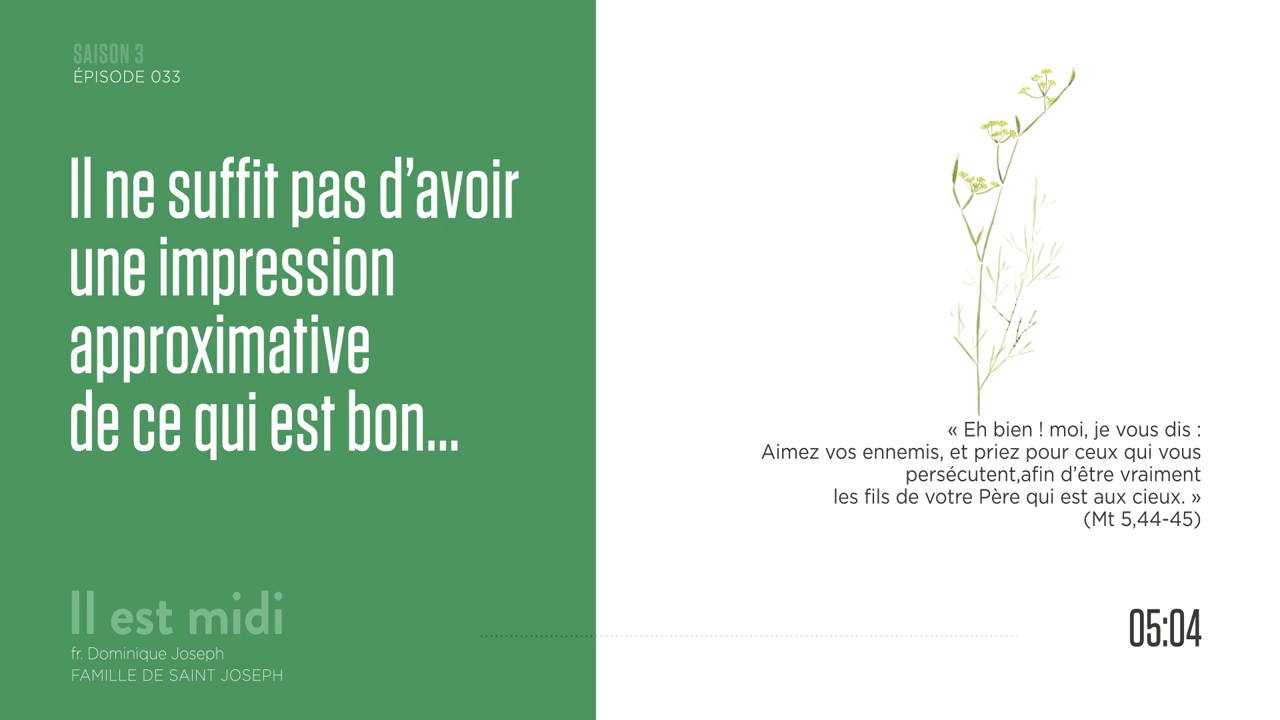 SAISON 3
ÉPISODE 033
Il ne suffit pas d’avoir
une impression
approximative
de ce qui est bon...
« Eh bien ! moi, je vous dis :
Aimez vos ennemis, et priez pour ceux qui vous
persécutent,afin d’être vraiment
les fils de votre Père qui est aux cieux. »
(Mt 5,44-45)
Il est midi
fr. Dominique Joseph
FAMILLE DE SAINT JOSEPH
05:04